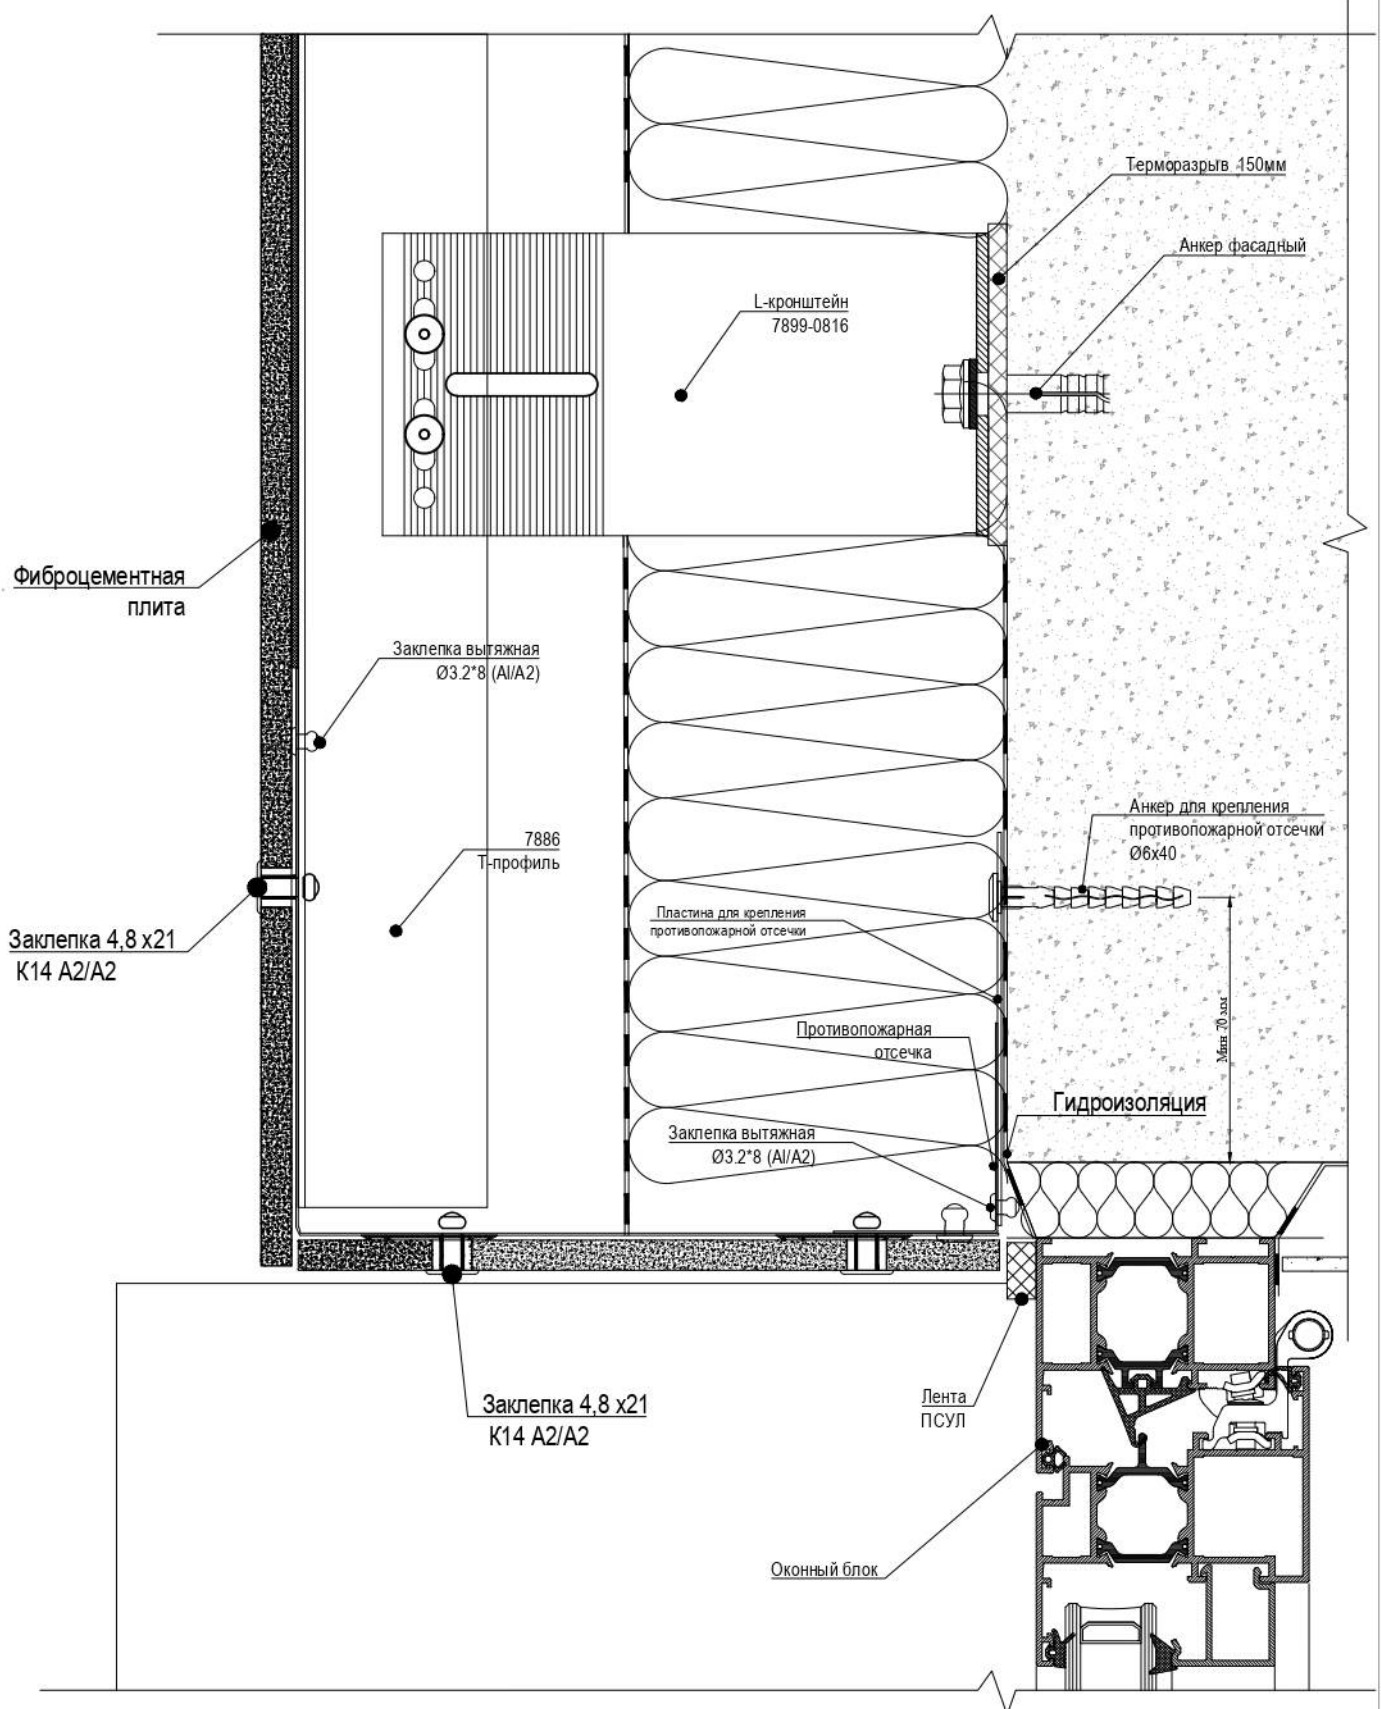 Терморазрыв 150мм
Анкер фасадный
L-кронштейн
7899-0816
Фиброцементная
плита
Заклепка вытяжная
Ø3.2*8 (Al/A2)
7886
Т-профиль
Анкер для крепления
противопожарной отсечки
Ø6х40
Заклепка 4,8 х21
К14 А2/А2
Пластина для крепления
противопожарной отсечки
Мин 70 мм
Противопожарная
отсечка
Гидроизоляция
Заклепка вытяжная
Ø3.2*8 (Al/A2)
Заклепка 4,8 х21
К14 А2/А2
Лента
ПСУЛ
Оконный блок